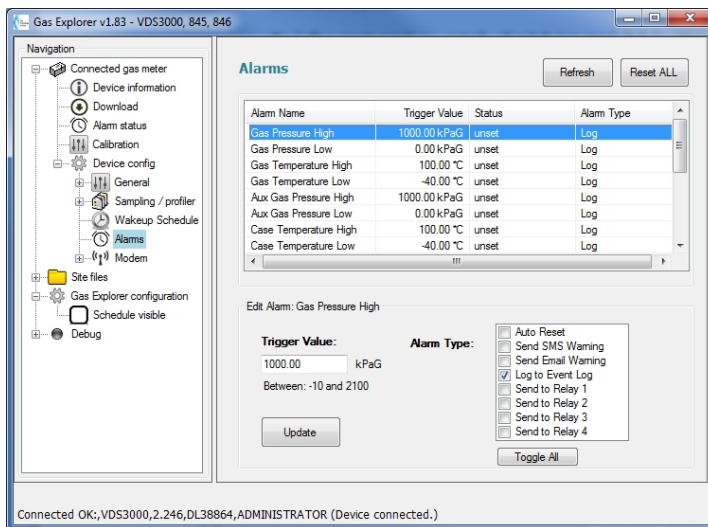 Gas Explorer v1.83 - VDS3000, 845, 846
Navigation
Connected gas meter
Device information
Download
Alarm status
Calibration
Device config
General
Sampling / profiler
Wakeup Schedule
Alarms
Modem
Site files
Gas Explorer configuration
Schedule visible
Debug
Alarms
Refresh
Reset ALL
Alarm Name Trigger Value Status Alarm Type
Gas Pressure High 1000.00 kPaG unset Log
Gas Pressure Low 0.00 kPaG unset Log
Gas Temperature High 100.00 °C unset Log
Gas Temperature Low -40.00 °C unset Log
Aux Gas Pressure High 1000.00 kPaG unset Log
Aux Gas Pressure Low 0.00 kPaG unset Log
Case Temperature High 100.00 °C unset Log
Case Temperature Low -40.00 °C unset Log
Edit Alarm: Gas Pressure High
Trigger Value:
1000.00 kPaG
Between: -10 and 2100
Update
Alarm Type:
Auto Reset
Send SMS Warning
Send Email Warning
Log to Event Log
Send to Relay 1
Send to Relay 2
Send to Relay 3
Send to Relay 4
Toggle All
Connected OK:,VDS3000,2.246,DL38864,ADMINISTRATOR (Device connected.)